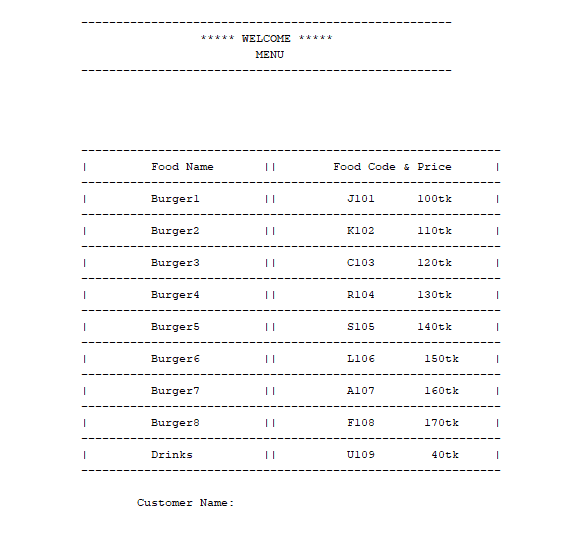 ***** WELCOME *****
MENU
| Food Name || Food Code & Price |
| Burger1 || J101 100tk |
| Burger2 || K102 110tk |
| Burger3 || C103 120tk |
| Burger4 || R104 130tk |
| Burger5 || S105 140tk |
| Burger6 || L106 150tk |
| Burger7 || A107 160tk |
| Burger8 || F108 170tk |
| Drinks || U109 40tk |
Customer Name: